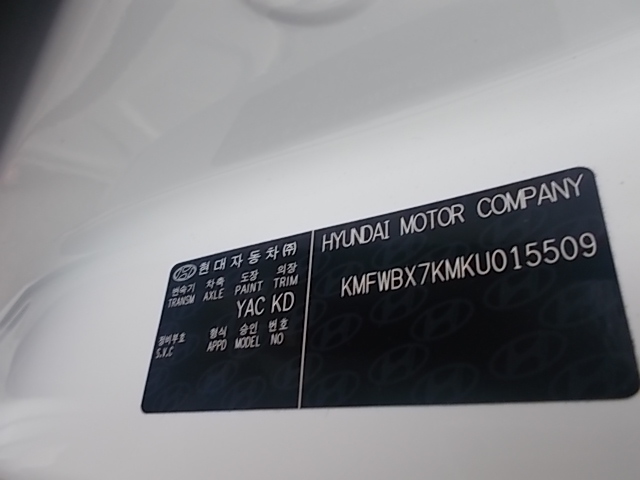 현대자동차㈜
변속기 차축 도장 의장
TRANSM AXLE PAINT TRIM
YAC KD
정비부호 형식 승인 번호
S.V.C APPD MODEL NO
HYUNDAI MOTOR COMPANY
KMFWBX7KMKU015509